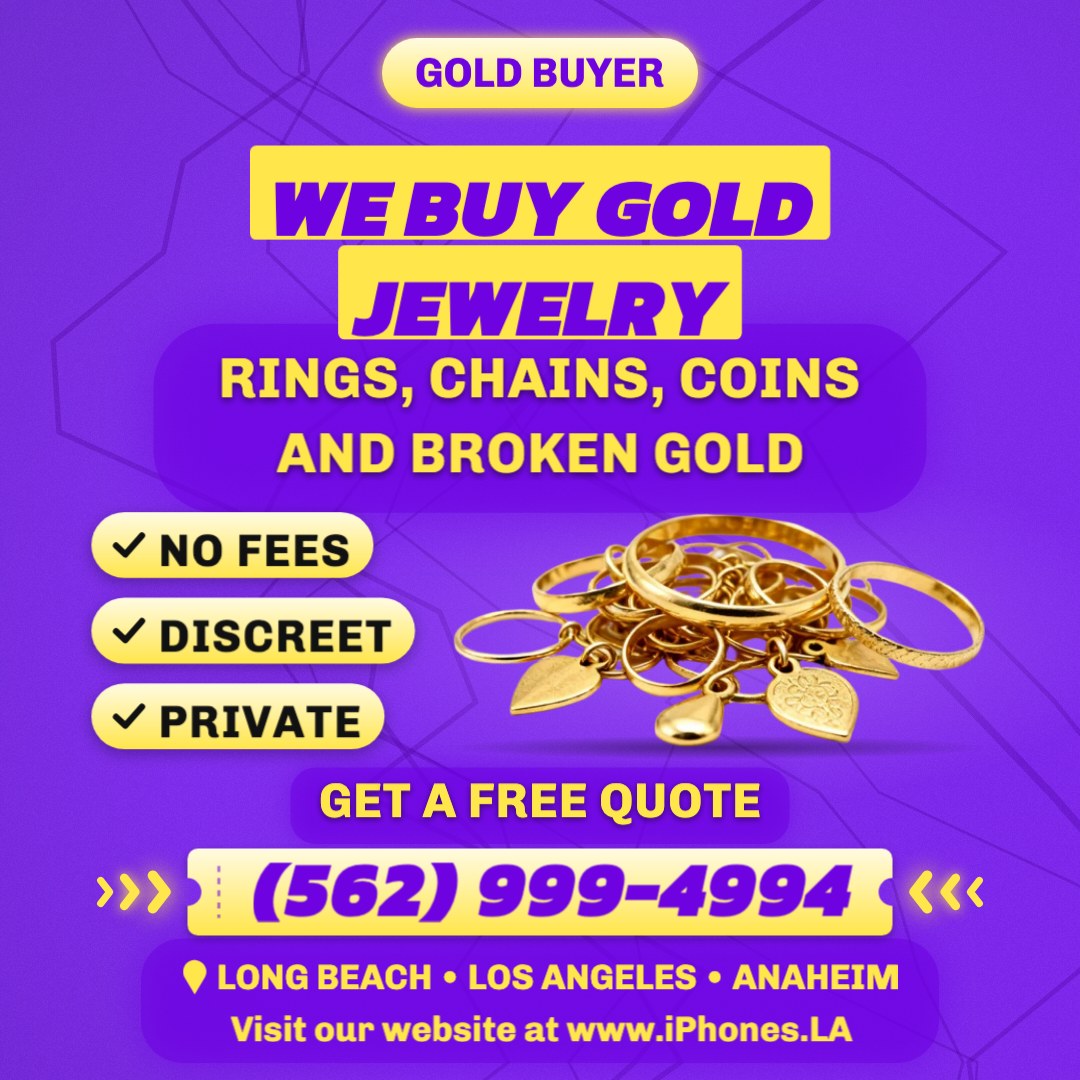 GOLD BUYER
WE BUY GOLD
JEWELRY
RINGS, CHAINS, COINS
AND BROKEN GOLD
✓ NO FEES
✓ DISCREET
✓ PRIVATE
GET A FREE QUOTE
(562) 999-4994
LONG BEACH • LOS ANGELES • ANAHEIM
Visit our website at www.iPhones.LA